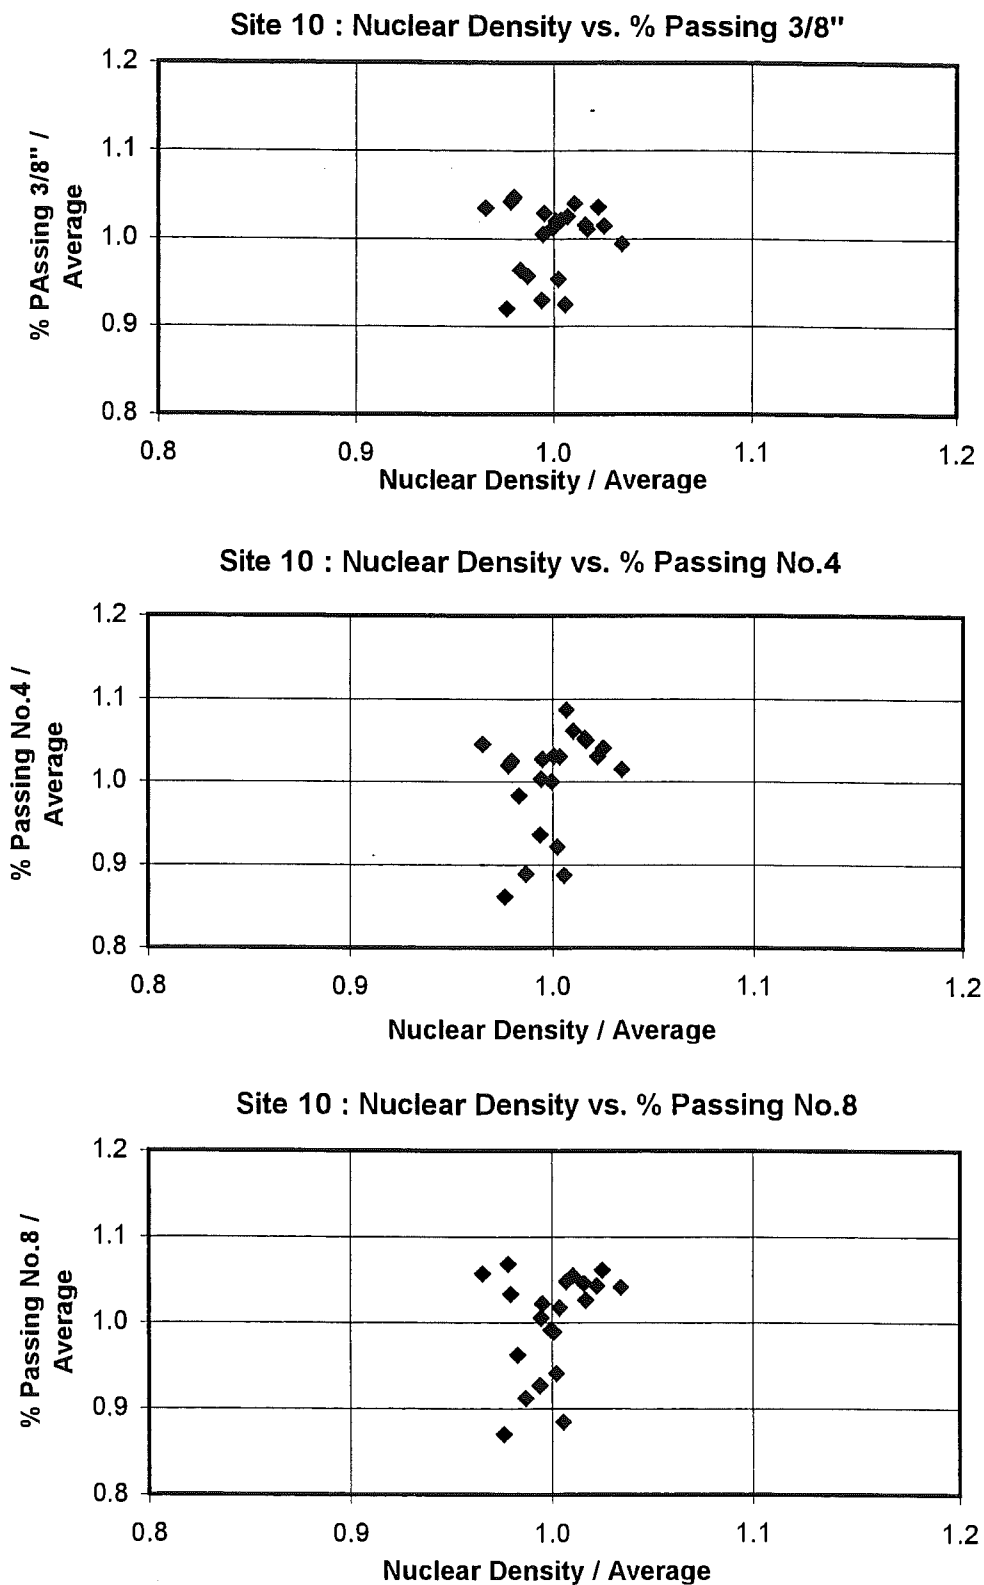 Site 10 : Nuclear Density vs. % Passing 3/8"
1.2
1.1
1.0
0.9
0.8
% PAssing 3/8" /
Average
0.8 0.9 1.0 1.1 1.2
Nuclear Density / Average
Site 10 : Nuclear Density vs. % Passing No.4
1.2
1.1
1.0
0.9
0.8
% Passing No.4 /
Average
0.8 0.9 1.0 1.1 1.2
Nuclear Density / Average
Site 10 : Nuclear Density vs. % Passing No.8
1.2
1.1
1.0
0.9
0.8
% Passing No.8 /
Average
0.8 0.9 1.0 1.1 1.2
Nuclear Density / Average